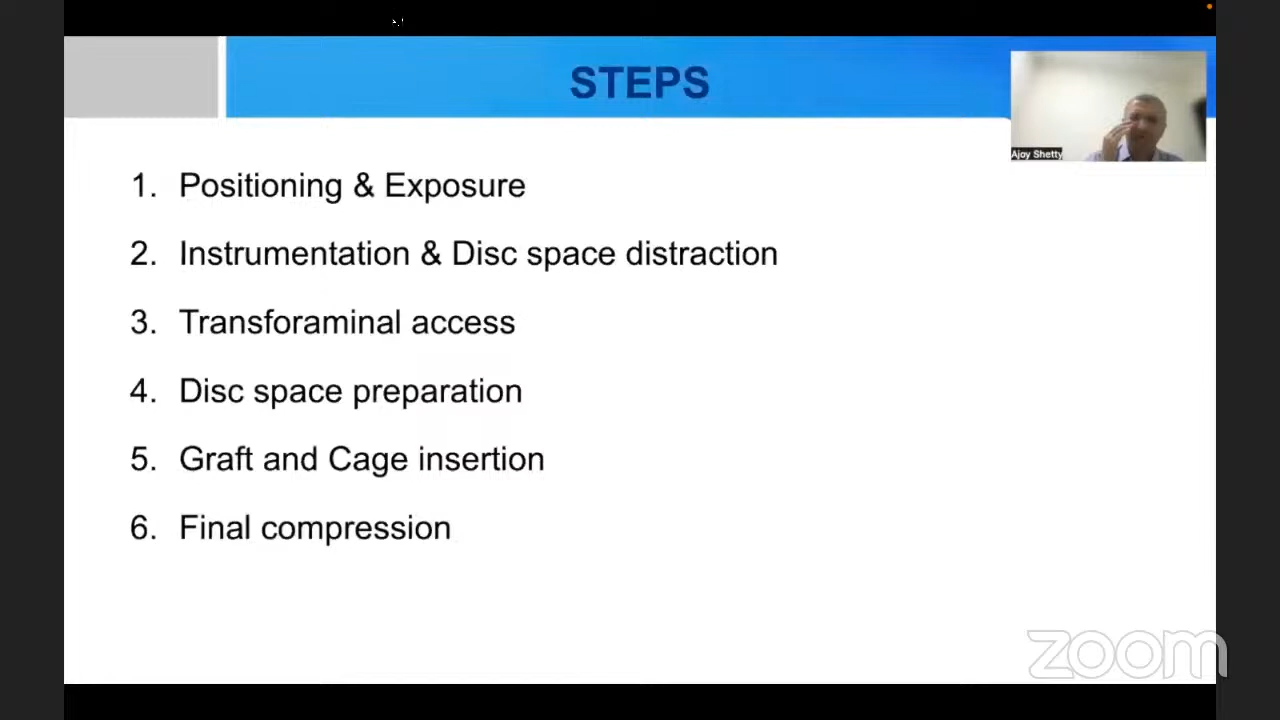 STEPS
Ajoy Shetty
1. Positioning & Exposure
2. Instrumentation & Disc space distraction
3. Transforaminal access
4. Disc space preparation
5. Graft and Cage insertion
6. Final compression
zoom